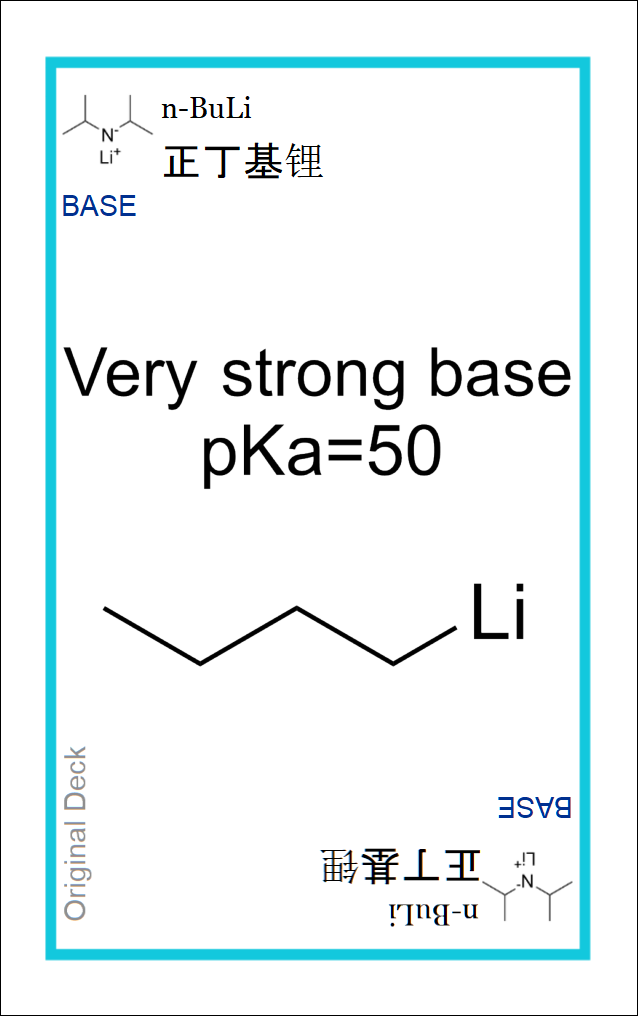 n-BuLi
N-
Li+
正丁基锂
BASE
Very strong base
pKa=50
Li
Original Deck
BASE
Li+
N-
正丁基锂
n-BuLi